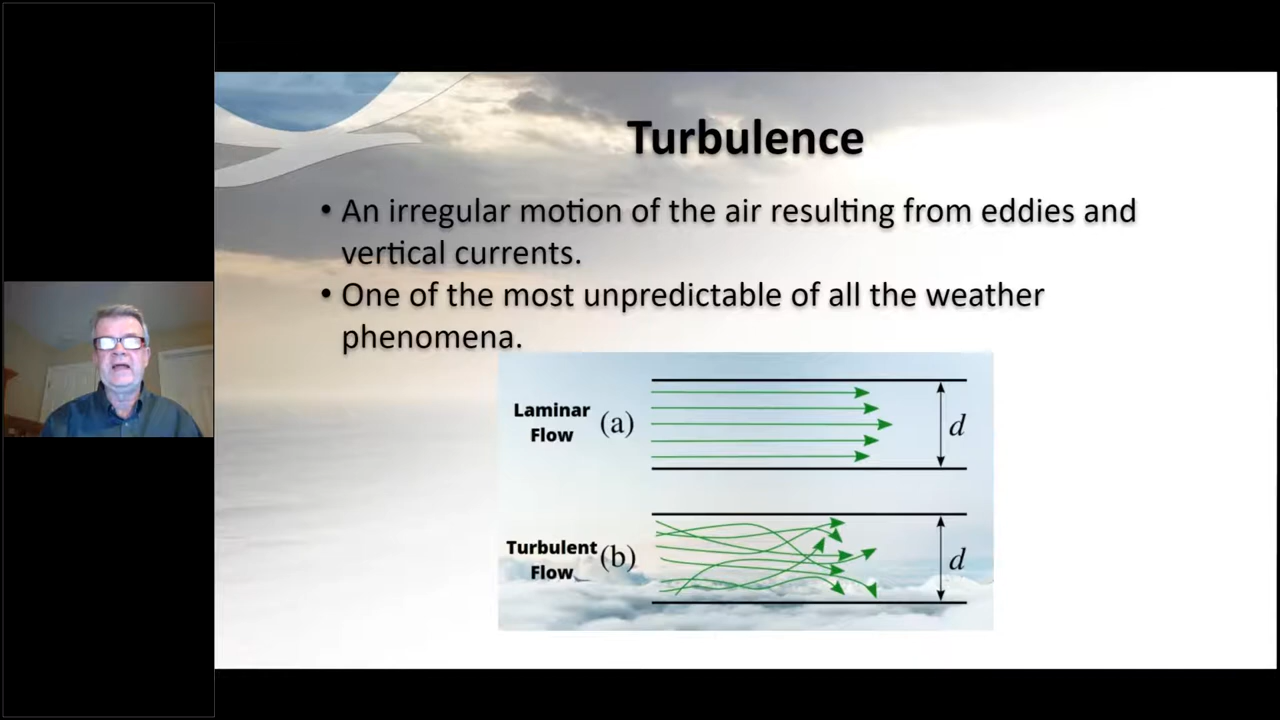 Turbulence
• An irregular motion of the air resulting from eddies and
vertical currents.
• One of the most unpredictable of all the weather
phenomena.
Laminar
Flow
(a)
d
Turbulent
Flow
(b)
d